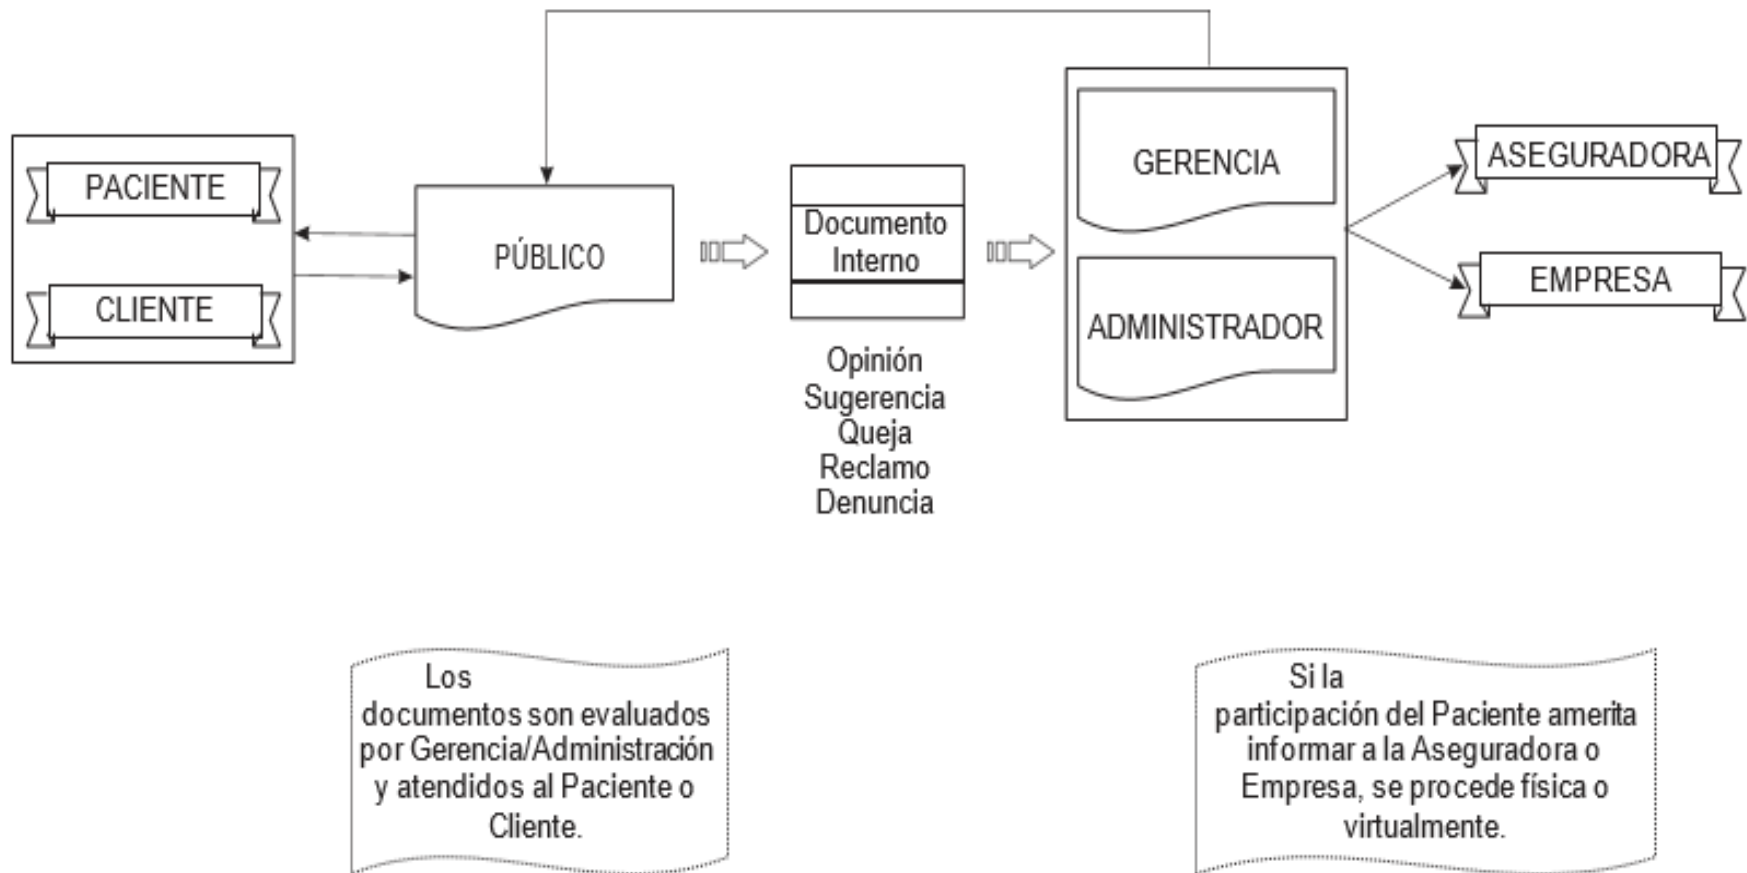 PACIENTE
CLIENTE
PÚBLICO
Documento
Interno
Opinión
Sugerencia
Queja
Reclamo
Denuncia
GERENCIA
ADMINISTRADOR
ASEGURADORA
EMPRESA
Los
documentos son evaluados
por Gerencia/Administración
y atendidos al Paciente o
Cliente.
Si la
participación del Paciente amerita
informar a la Aseguradora o
Empresa, se procede física o
virtualmente.